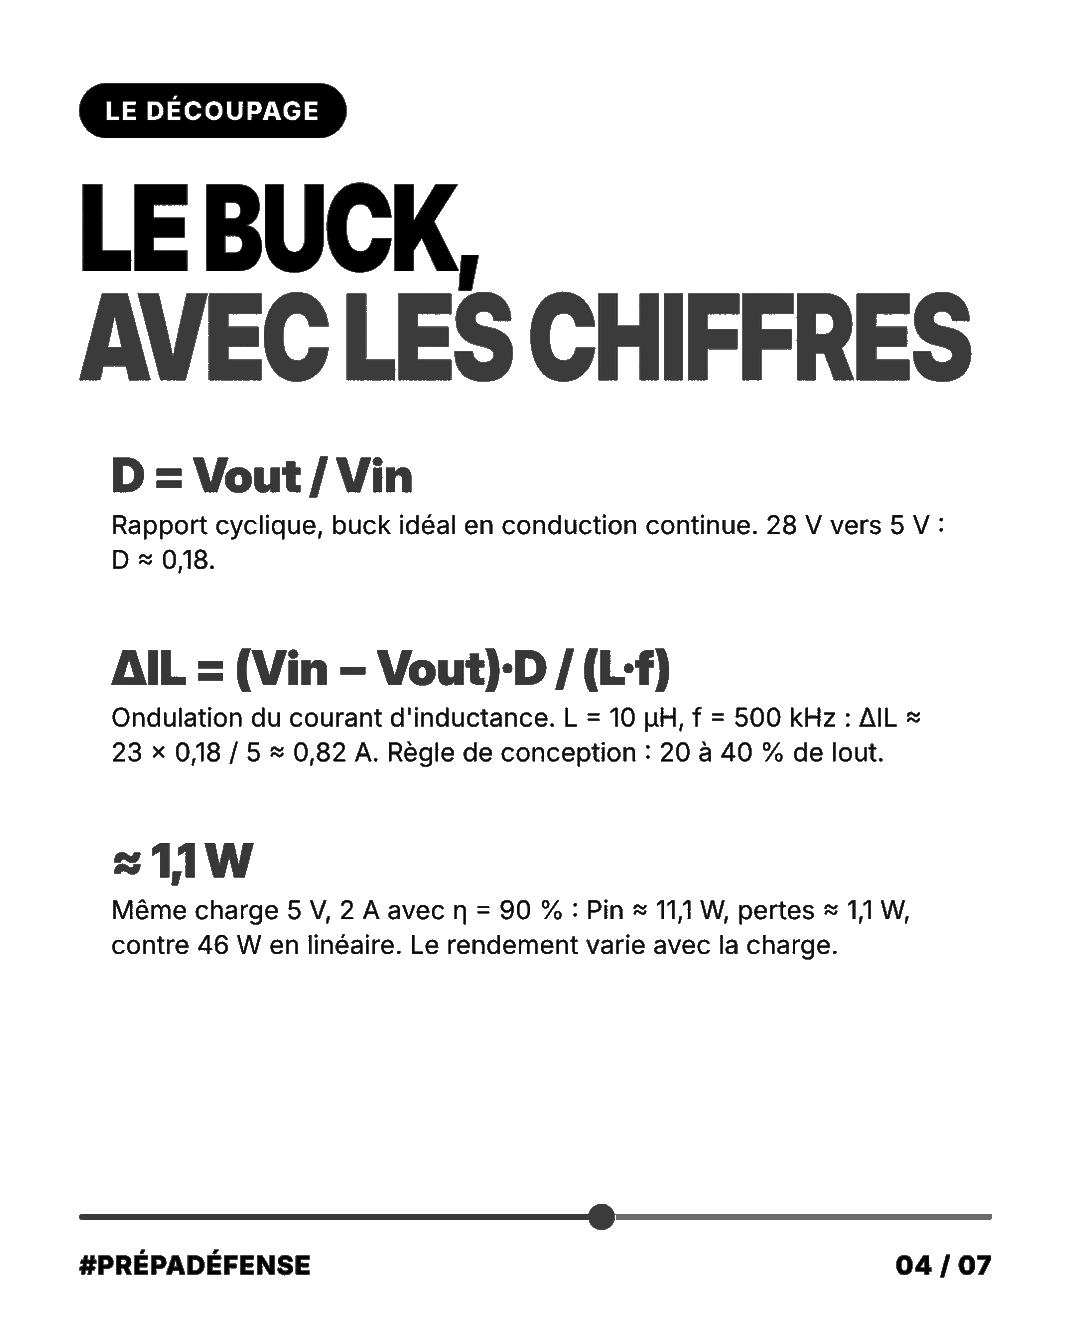 LE DÉCOUPAGE
LE BUCK,
AVEC LES CHIFFRES
D = Vout / Vin
Rapport cyclique, buck idéal en conduction continue. 28 V vers 5 V :
D ≈ 0,18.
ΔIL = (Vin − Vout)·D / (L·f)
Ondulation du courant d'inductance. L = 10 µH, f = 500 kHz : ΔIL ≈
23 × 0,18 / 5 ≈ 0,82 A. Règle de conception : 20 à 40 % de Iout.
≈ 1,1 W
Même charge 5 V, 2 A avec η = 90 % : Pin ≈ 11,1 W, pertes ≈ 1,1 W,
contre 46 W en linéaire. Le rendement varie avec la charge.
#PRÉPADÉFENSE
04 / 07